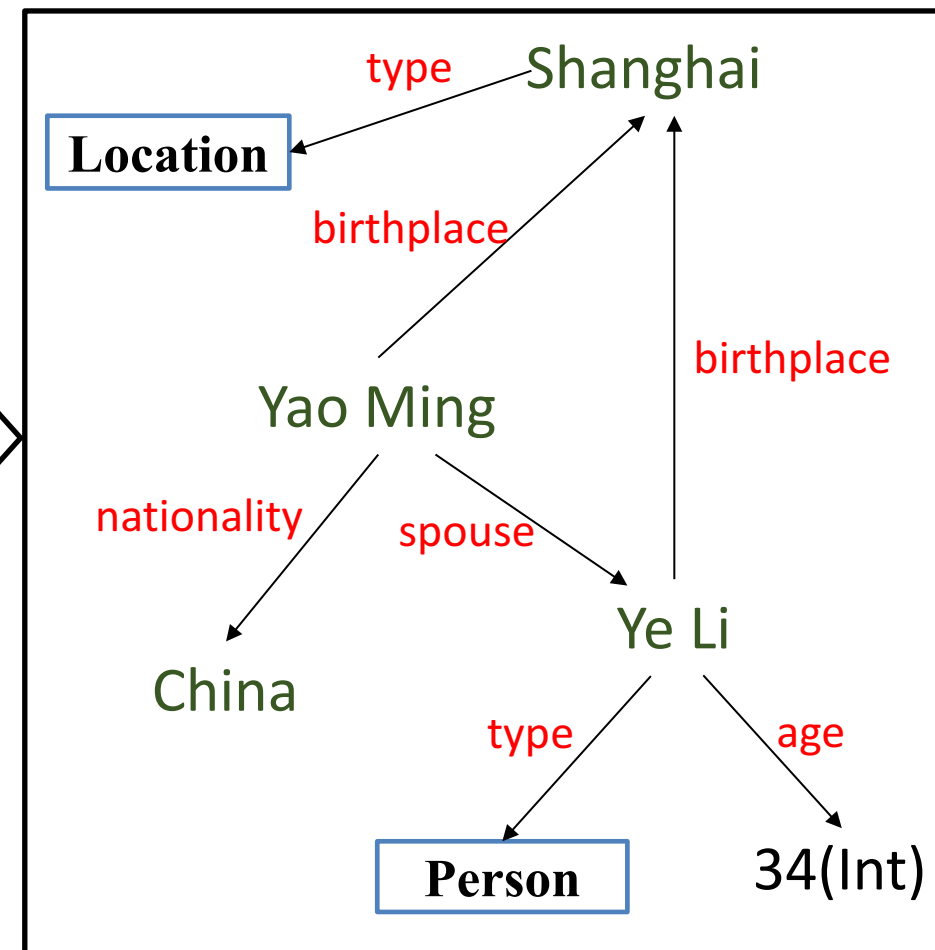 type
Shanghai
Location
birthplace
birthplace
Yao Ming
nationality
spouse
Ye Li
China
type
age
Person
34(Int)